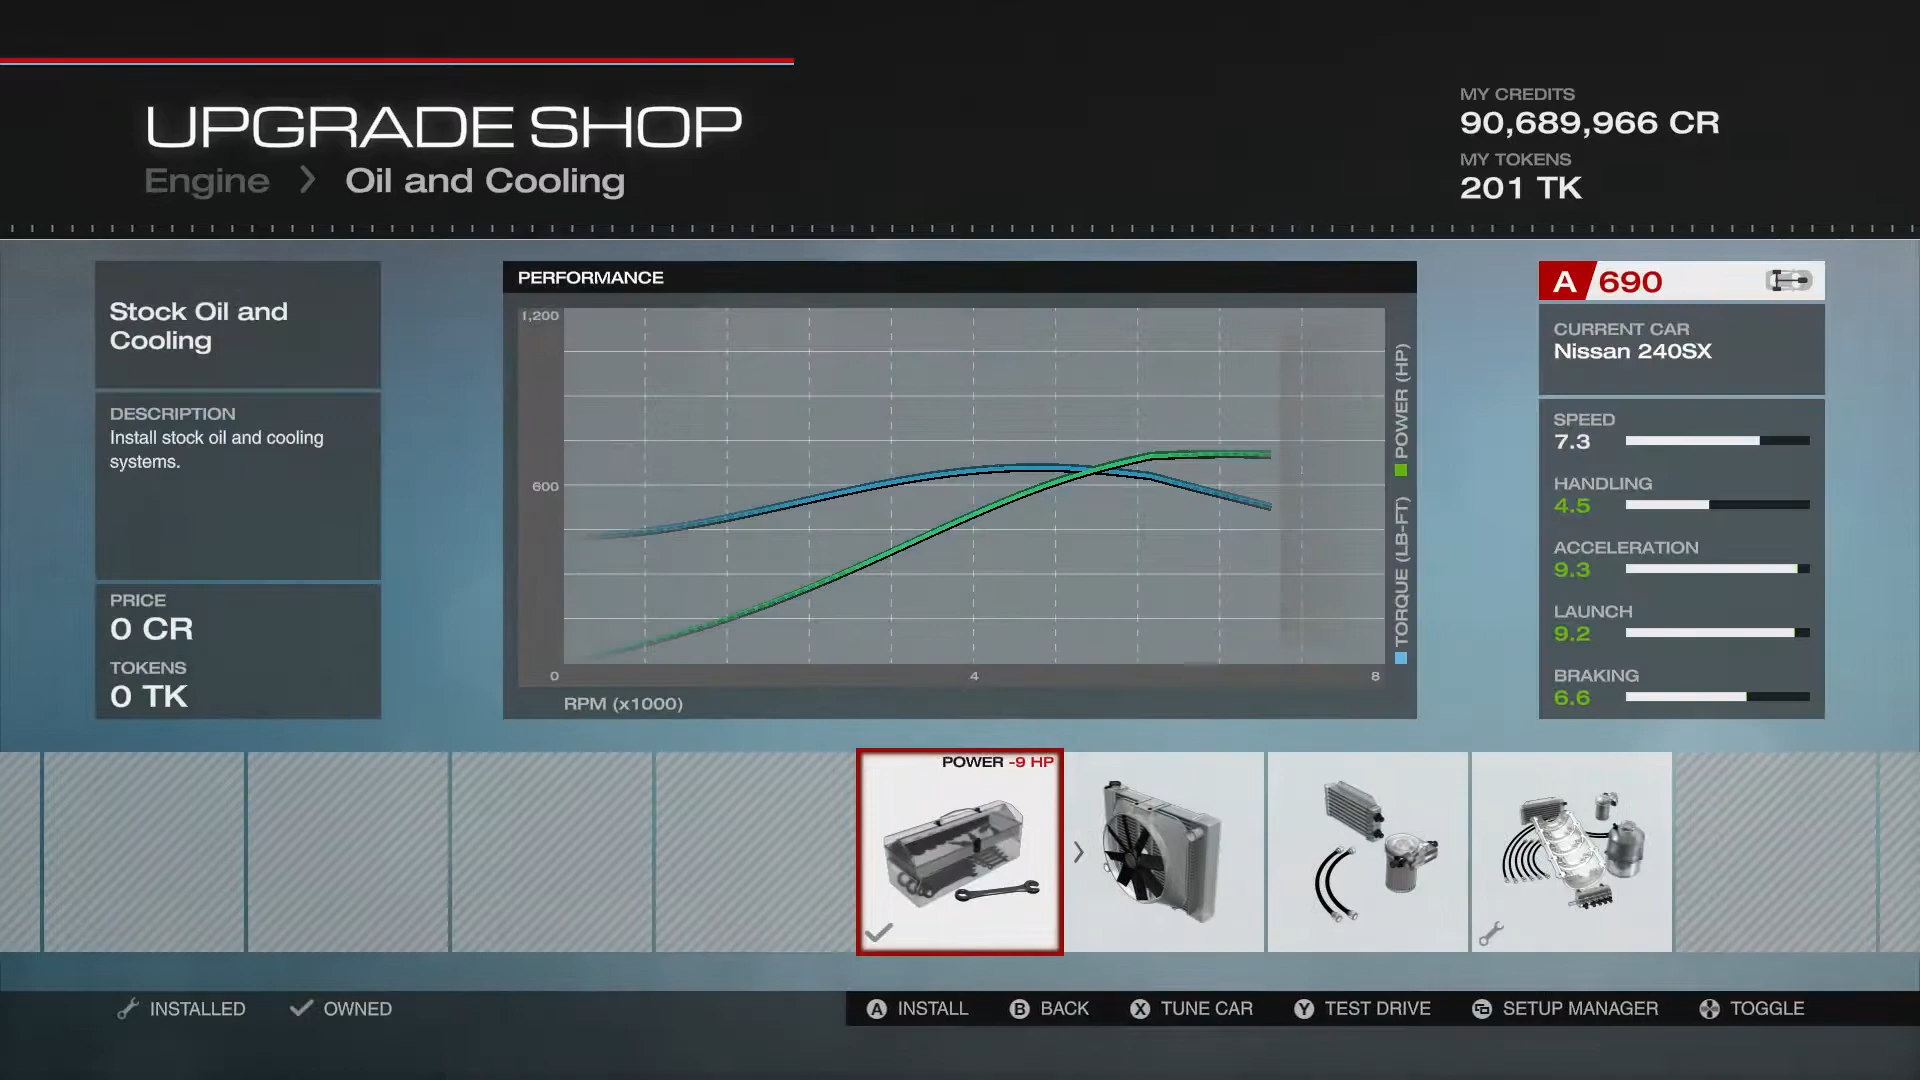 UPGRADE SHOP
Engine > Oil and Cooling
MY CREDITS
90,689,966 CR
MY TOKENS
201 TK
Stock Oil and
Cooling
DESCRIPTION
Install stock oil and cooling
systems.
PRICE
0 CR
TOKENS
0 TK
PERFORMANCE
1,200
600
0
4
8
RPM (x1000)
POWER (HP)
TORQUE (LB-FT)
A 690
CURRENT CAR
Nissan 240SX
SPEED
7.3
HANDLING
4.5
ACCELERATION
9.3
LAUNCH
9.2
BRAKING
6.6
POWER -9 HP
INSTALLED
OWNED
A INSTALL
B BACK
X TUNE CAR
Y TEST DRIVE
SETUP MANAGER
TOGGLE